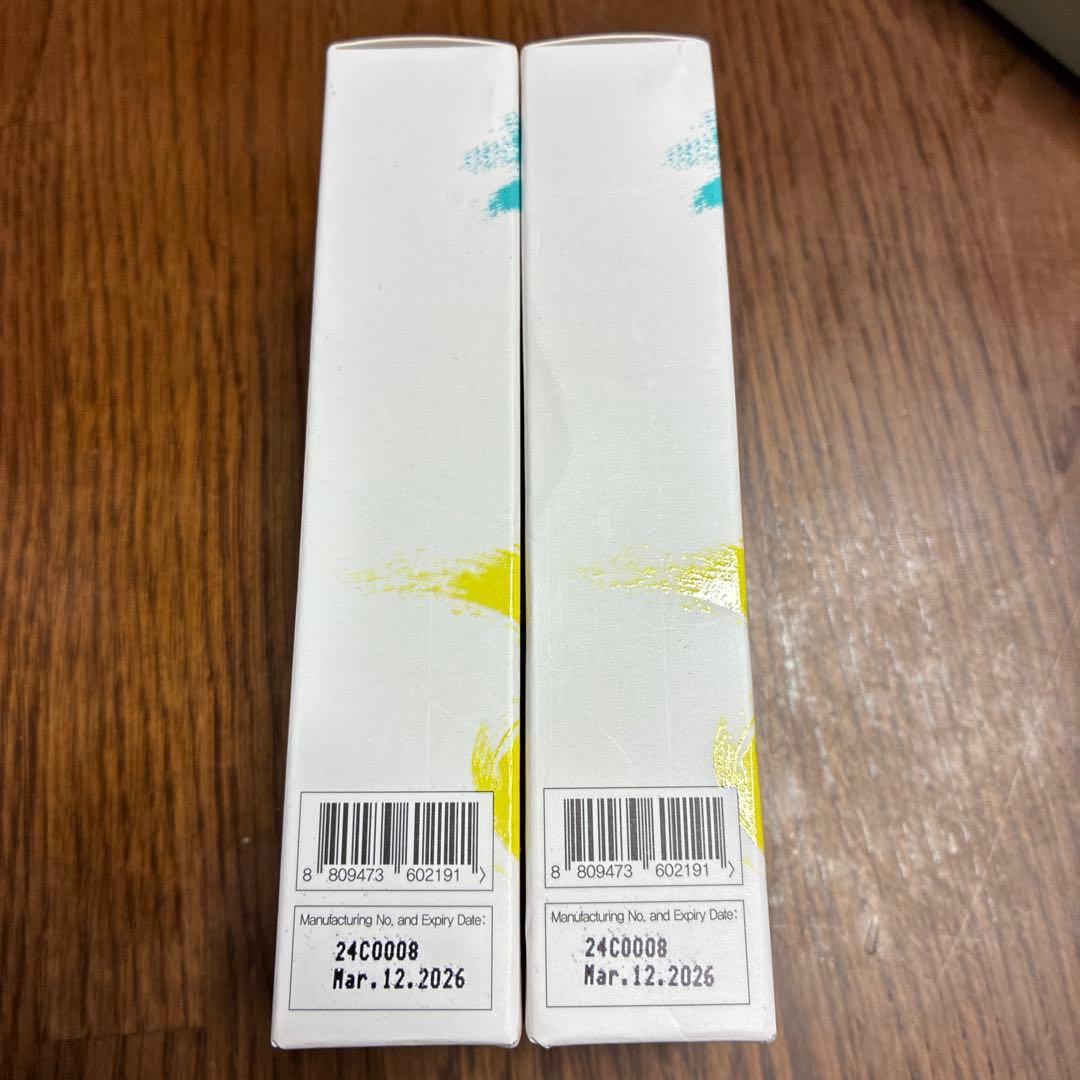 8 809473 602191 >
Manufacturing No. and Expiry Date:
24C0008
Mar.12.2026
8 809473 602191 >
Manufacturing No. and Expiry Date:
24C0008
Mar.12.2026